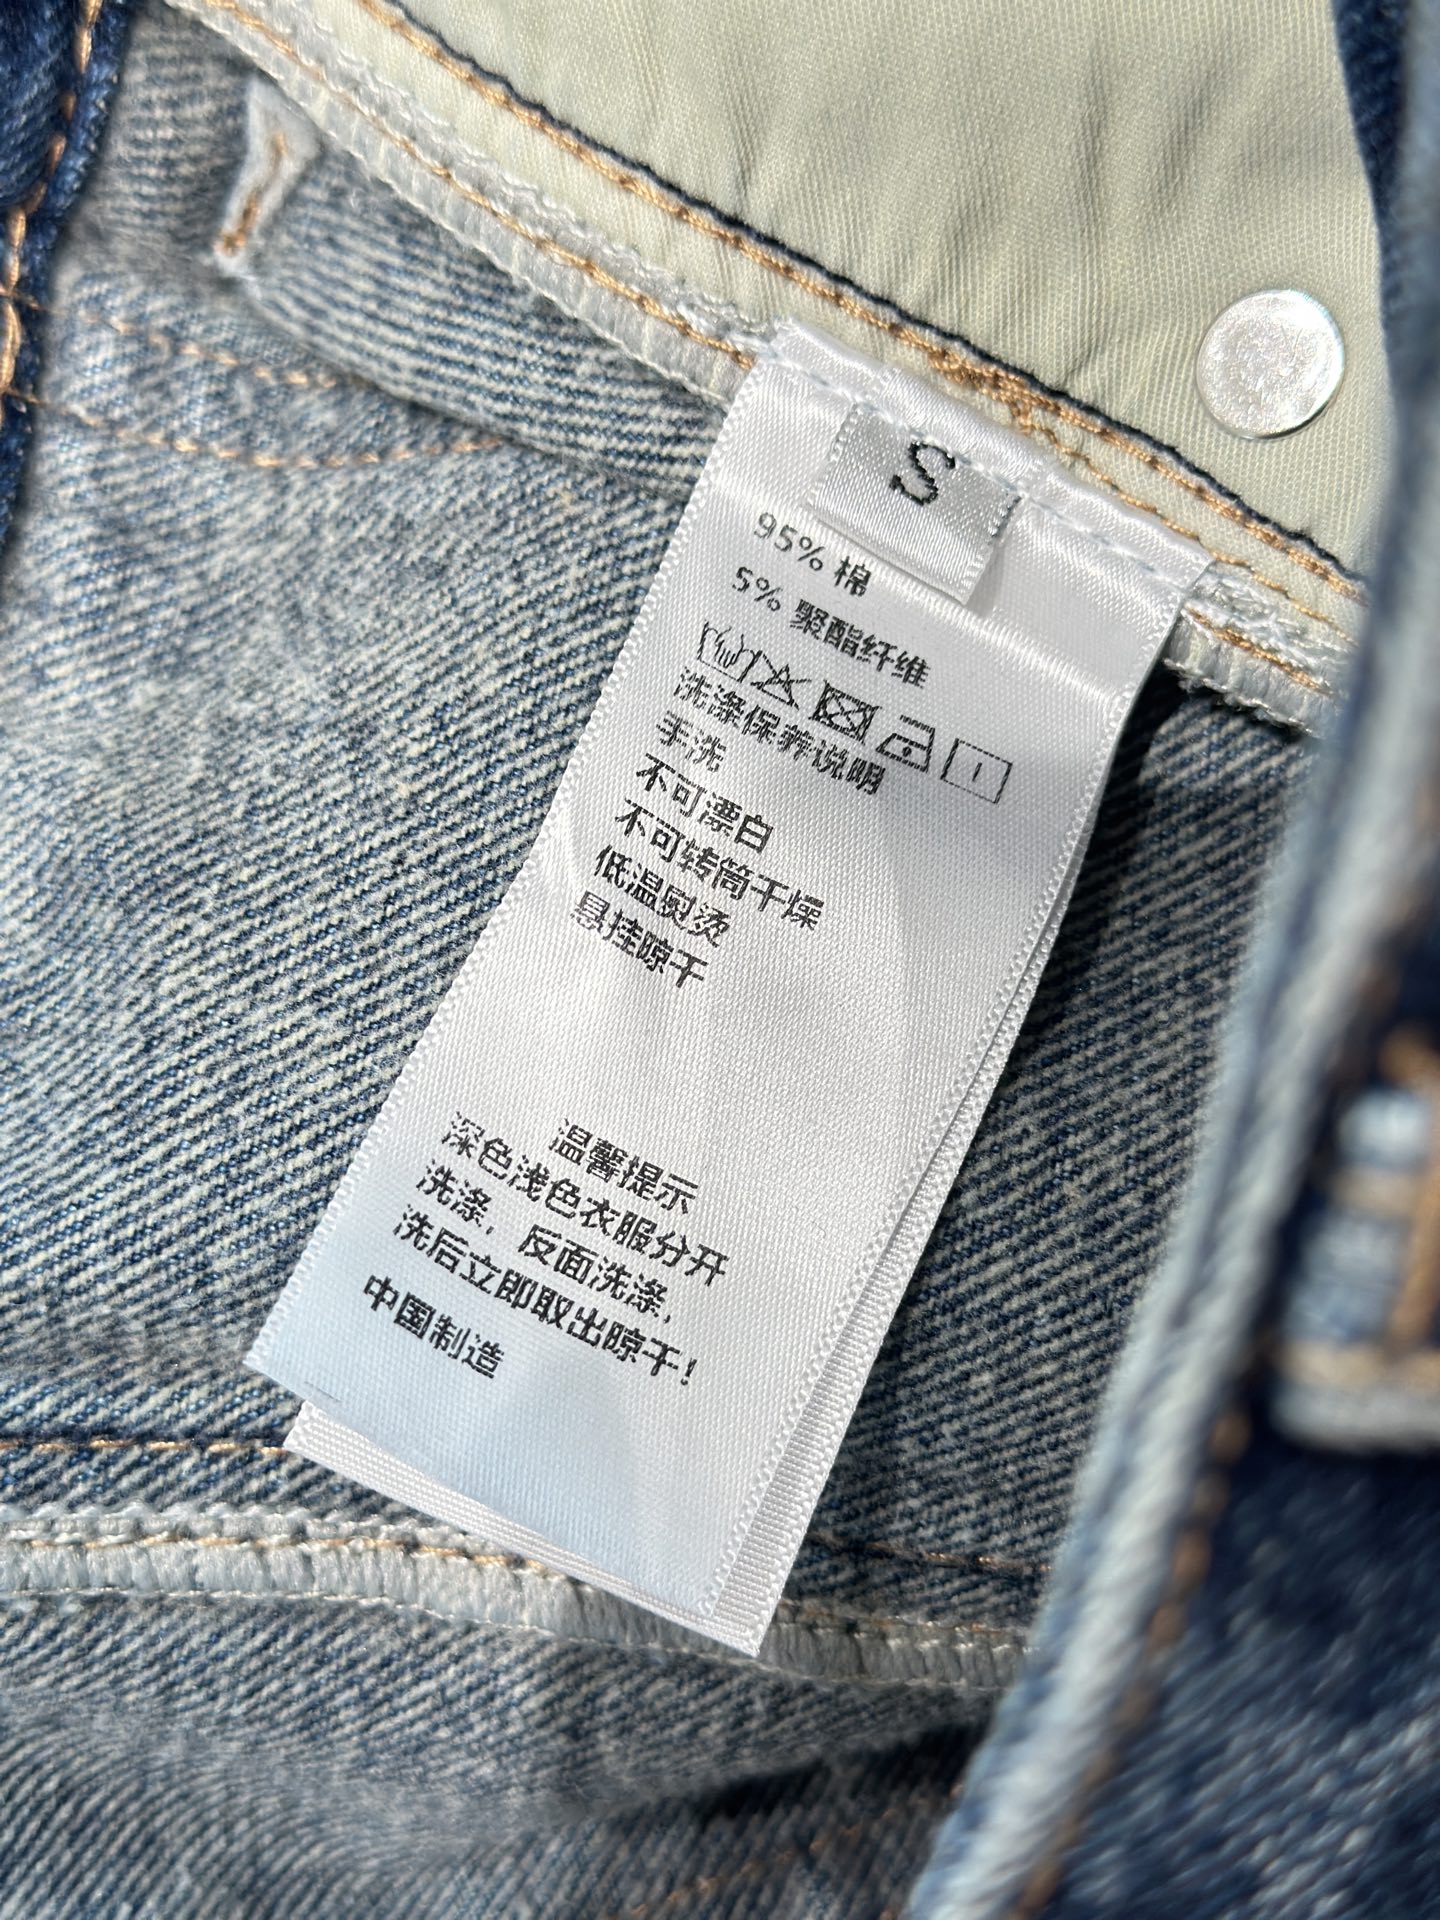 S
95% 棉
5% 聚酯纤维
洗涤保养说明
手洗
不可漂白
不可转筒干燥
低温熨烫
悬挂晾干
温馨提示
深色浅色衣服分开
洗涤，反面洗涤，
洗后立即取出晾干！
中国制造